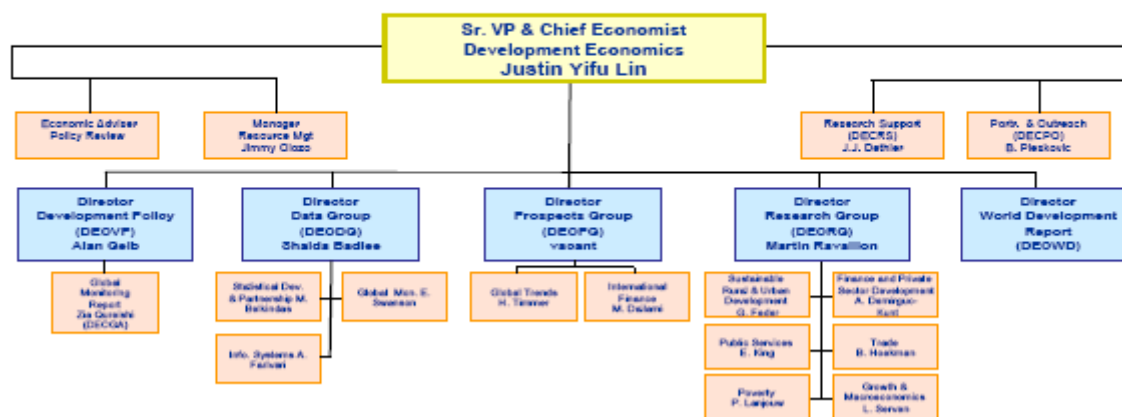 Sr. VP & Chief Economist
Development Economics
Justin Yifu Lin
Economic Adviser
Policy Review
Manager
Resource Mgt
Jimmy Olazo
Research Support
(DECRS)
J.J. Dethier
Partr. & Outreach
(DECPO)
B. Pleskovic
Director
Development Policy
(DECVP)
Alan Gelb
Director
Data Group
(DECDG)
Shaida Badiee
Director
Prospects Group
(DECPG)
vacant
Director
Research Group
(DECRG)
Martin Ravallion
Director
World Development
Report
(DECWD)
Global
Monitoring
Report
Zia Qureshi
(DECGA)
Statistical Dev.
& Partnership M.
Belkindas
Global Mon. E.
Swanson
Info. Systems A.
Farivari
Global Trends
H. Timmer
International
Finance
M. Dailami
Sustainable
Rural & Urban
Development
G. Feder
Finance and Private
Sector Development
A. Demirguc-
Kunt
Public Services
E. King
Trade
B. Hoekman
Poverty
P. Lanjouw
Growth &
Macroeconomics
L. Serven